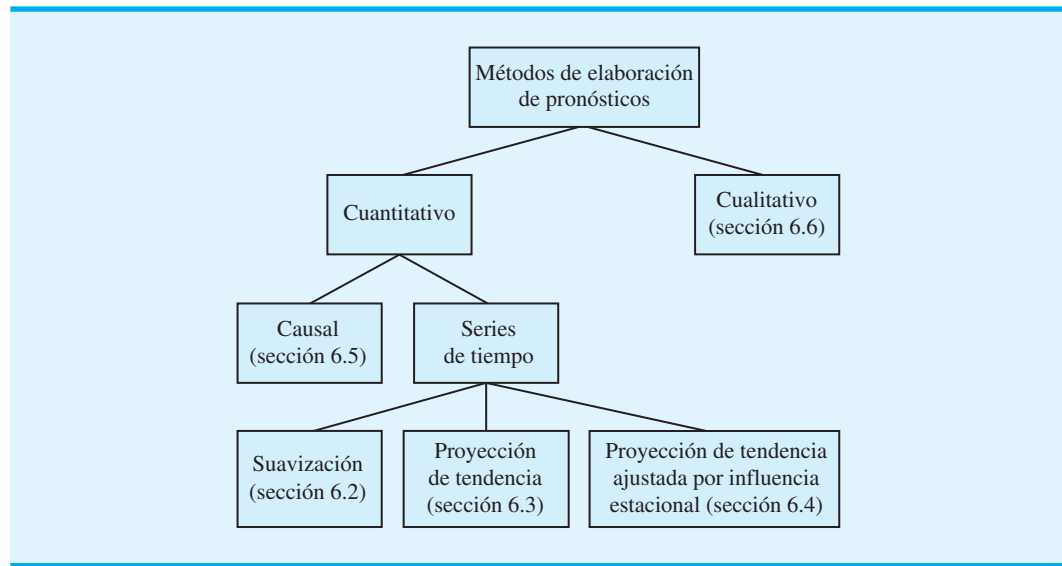 Métodos de elaboración
de pronósticos
Cuantitativo
Cualitativo
(sección 6.6)
Causal
(sección 6.5)
Series
de tiempo
Suavización
(sección 6.2)
Proyección
de tendencia
(sección 6.3)
Proyección de tendencia
ajustada por influencia
estacional (sección 6.4)